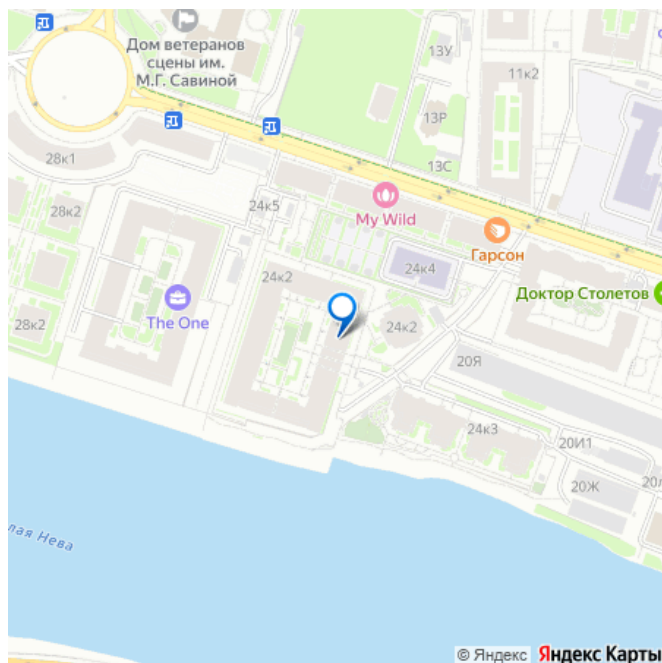 Дом ветеранов
сцены им.
М.Г. Савиной
13У
11к2
13Р
13С
28к1
24к5
My Wild
Гарсон
28к2
24к4
24к2
Доктор Столетов
The One
28к2
24к2
20Я
24к3
20И1
20Ж
лая Нева
© Яндекс Яндекс Карты